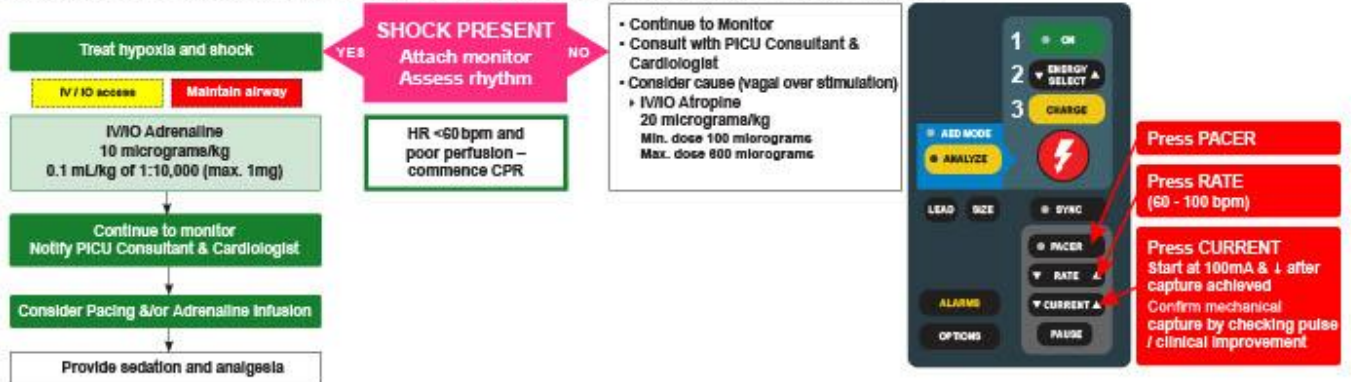 Treat hypoxia and shock
IV / IO access
Maintain airway
IV/IO Adrenaline
10 micrograms/kg
0.1 mL/kg of 1:10,000 (max. 1mg)
Continue to monitor
Notify PICU Consultant & Cardiologist
Consider Pacing &/or Adrenaline Infusion
Provide sedation and analgesia
YES
SHOCK PRESENT
Attach monitor
Assess rhythm
NO
HR <60 bpm and
poor perfusion –
commence CPR
• Continue to Monitor
• Consult with PICU Consultant &
Cardiologist
• Consider cause (vagal over stimulation)
IV/IO Atropine
20 micrograms/kg
Min. dose 100 micrograms
Max. dose 600 micrograms
1 ON
2 ENERGY
SELECT
3 CHARGE
AED MODE
ANALYZE
LEAD SIZE SYNC
PACER
RATE
ALARMS CURRENT
OPTIONS PAUSE
Press PACER
Press RATE
(60 - 100 bpm)
Press CURRENT
Start at 100mA & ↓ after
capture achieved
Confirm mechanical
capture by checking pulse
/ clinical improvement